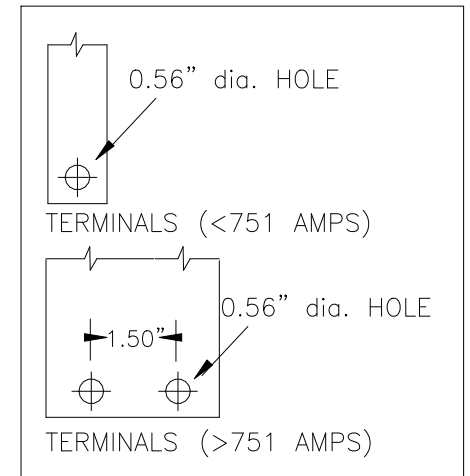 0.56" dia. HOLE
TERMINALS (<751 AMPS)
0.56" dia. HOLE
1.50"
TERMINALS (>751 AMPS)